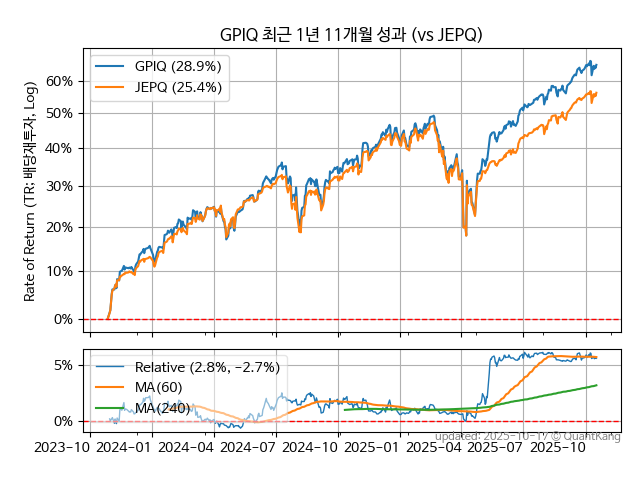 GPIQ 최근 1년 11개월 성과 (vs JEPQ)
GPIQ (28.9%)
JEPQ (25.4%)
60%
50%
40%
30%
20%
10%
0%
Rate of Return (TR: 배당재투자, Log)
Relative (2.8%, −2.7%)
MA(60)
MA(240)
5%
0%
2023-10 2024-01 2024-04 2024-07 2024-10 2025-01 2025-04 2025-07 2025-10
© QuantKang